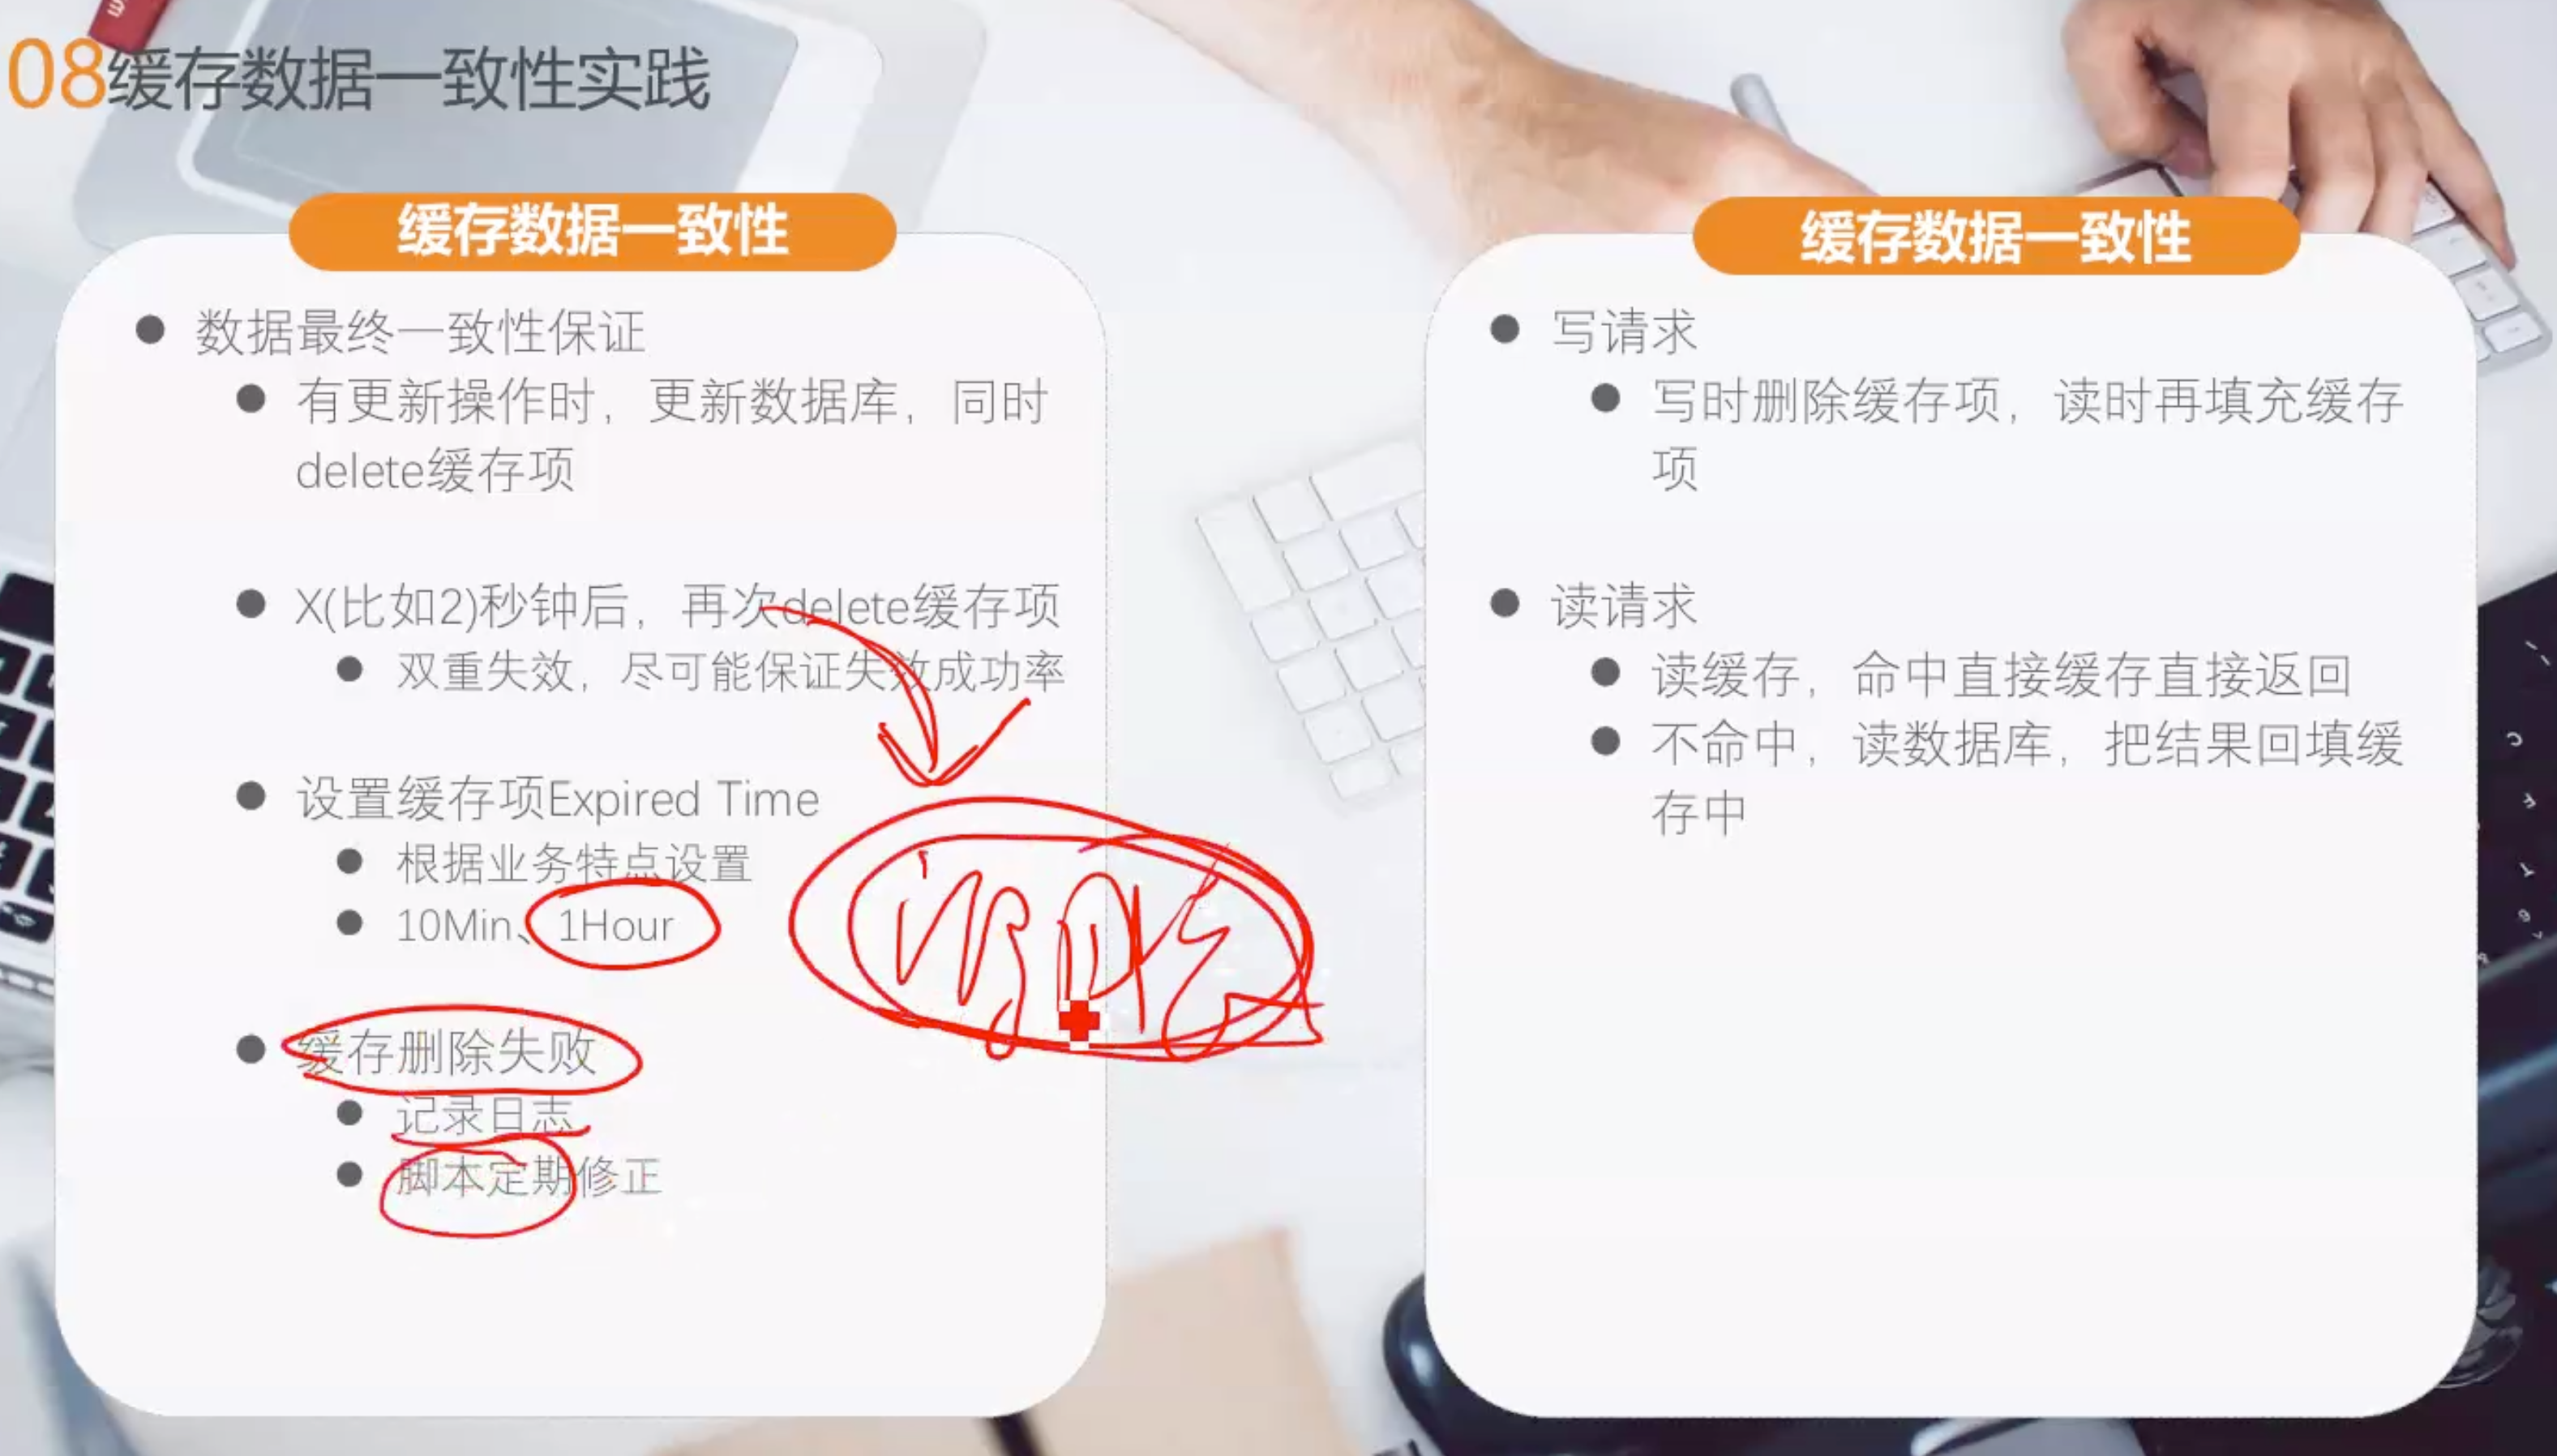 08缓存数据一致性实践
缓存数据一致性
数据最终一致性保证
有更新操作时，更新数据库，同时
delete缓存项
X(比如2)秒钟后，再次delete缓存项
双重失效，尽可能保证失效成功率
设置缓存项Expired Time
根据业务特点设置
10Min、1Hour
缓存删除失败
记录日志
脚本定期修正
缓存数据一致性
写请求
写时删除缓存项，读时再填充缓存
项
读请求
读缓存，命中直接缓存直接返回
不命中，读数据库，把结果回填缓
存中